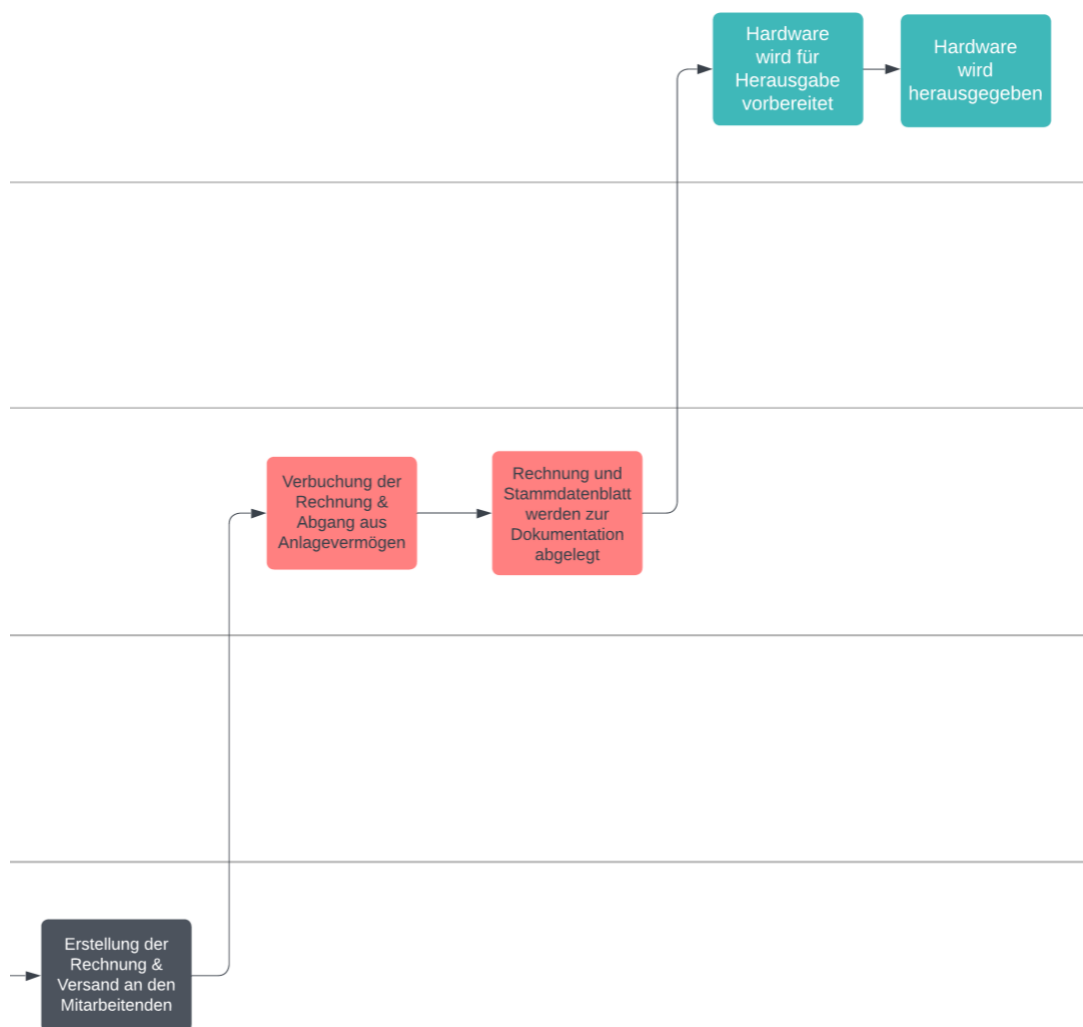 Hardware
wird für
Herausgabe
vorbereitet
Hardware
wird
herausgegeben
Verbuchung der
Rechnung &
Abgang aus
Anlagevermögen
Rechnung und
Stammdatenblatt
werden zur
Dokumentation
abgelegt
Erstellung der
Rechnung &
Versand an den
Mitarbeitenden